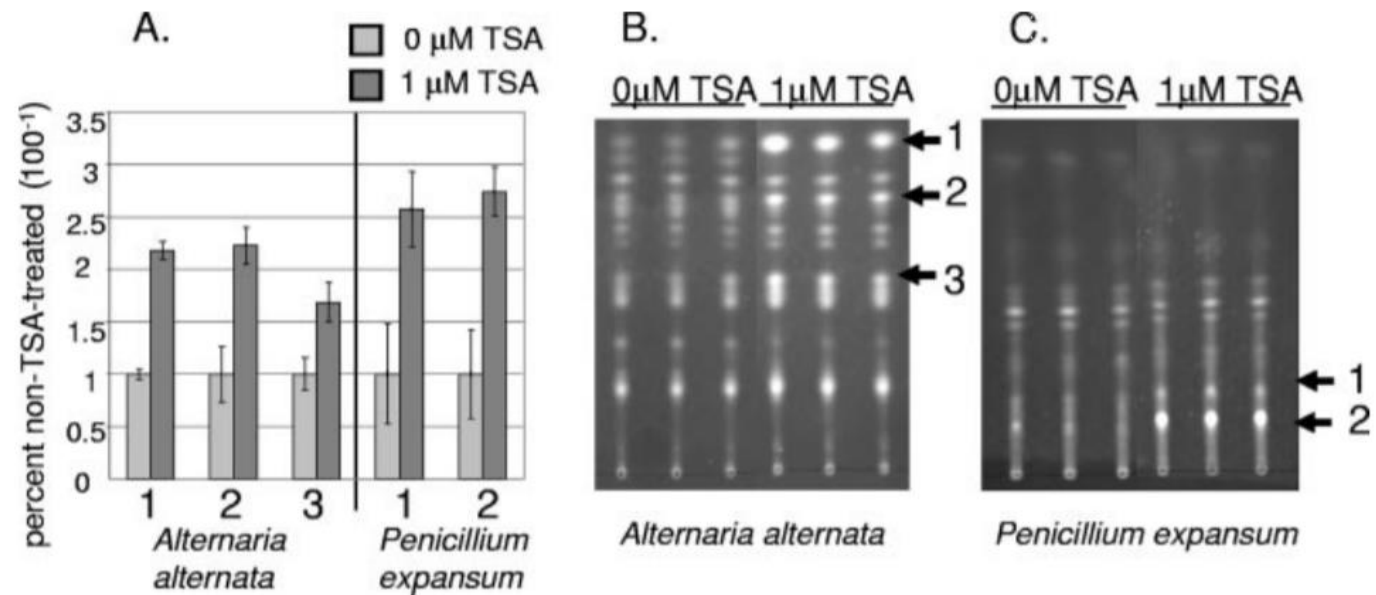 A.
0 μM TSA
1 μM TSA
percent non-TSA-treated (100⁻¹)
3.5
3
2.5
2
1.5
1
0.5
0
1 2 3 1 2
Alternaria alternata
Penicillium expansum
B.
0μM TSA 1μM TSA
1
2
3
Alternaria alternata
C.
0μM TSA 1μM TSA
1
2
Penicillium expansum